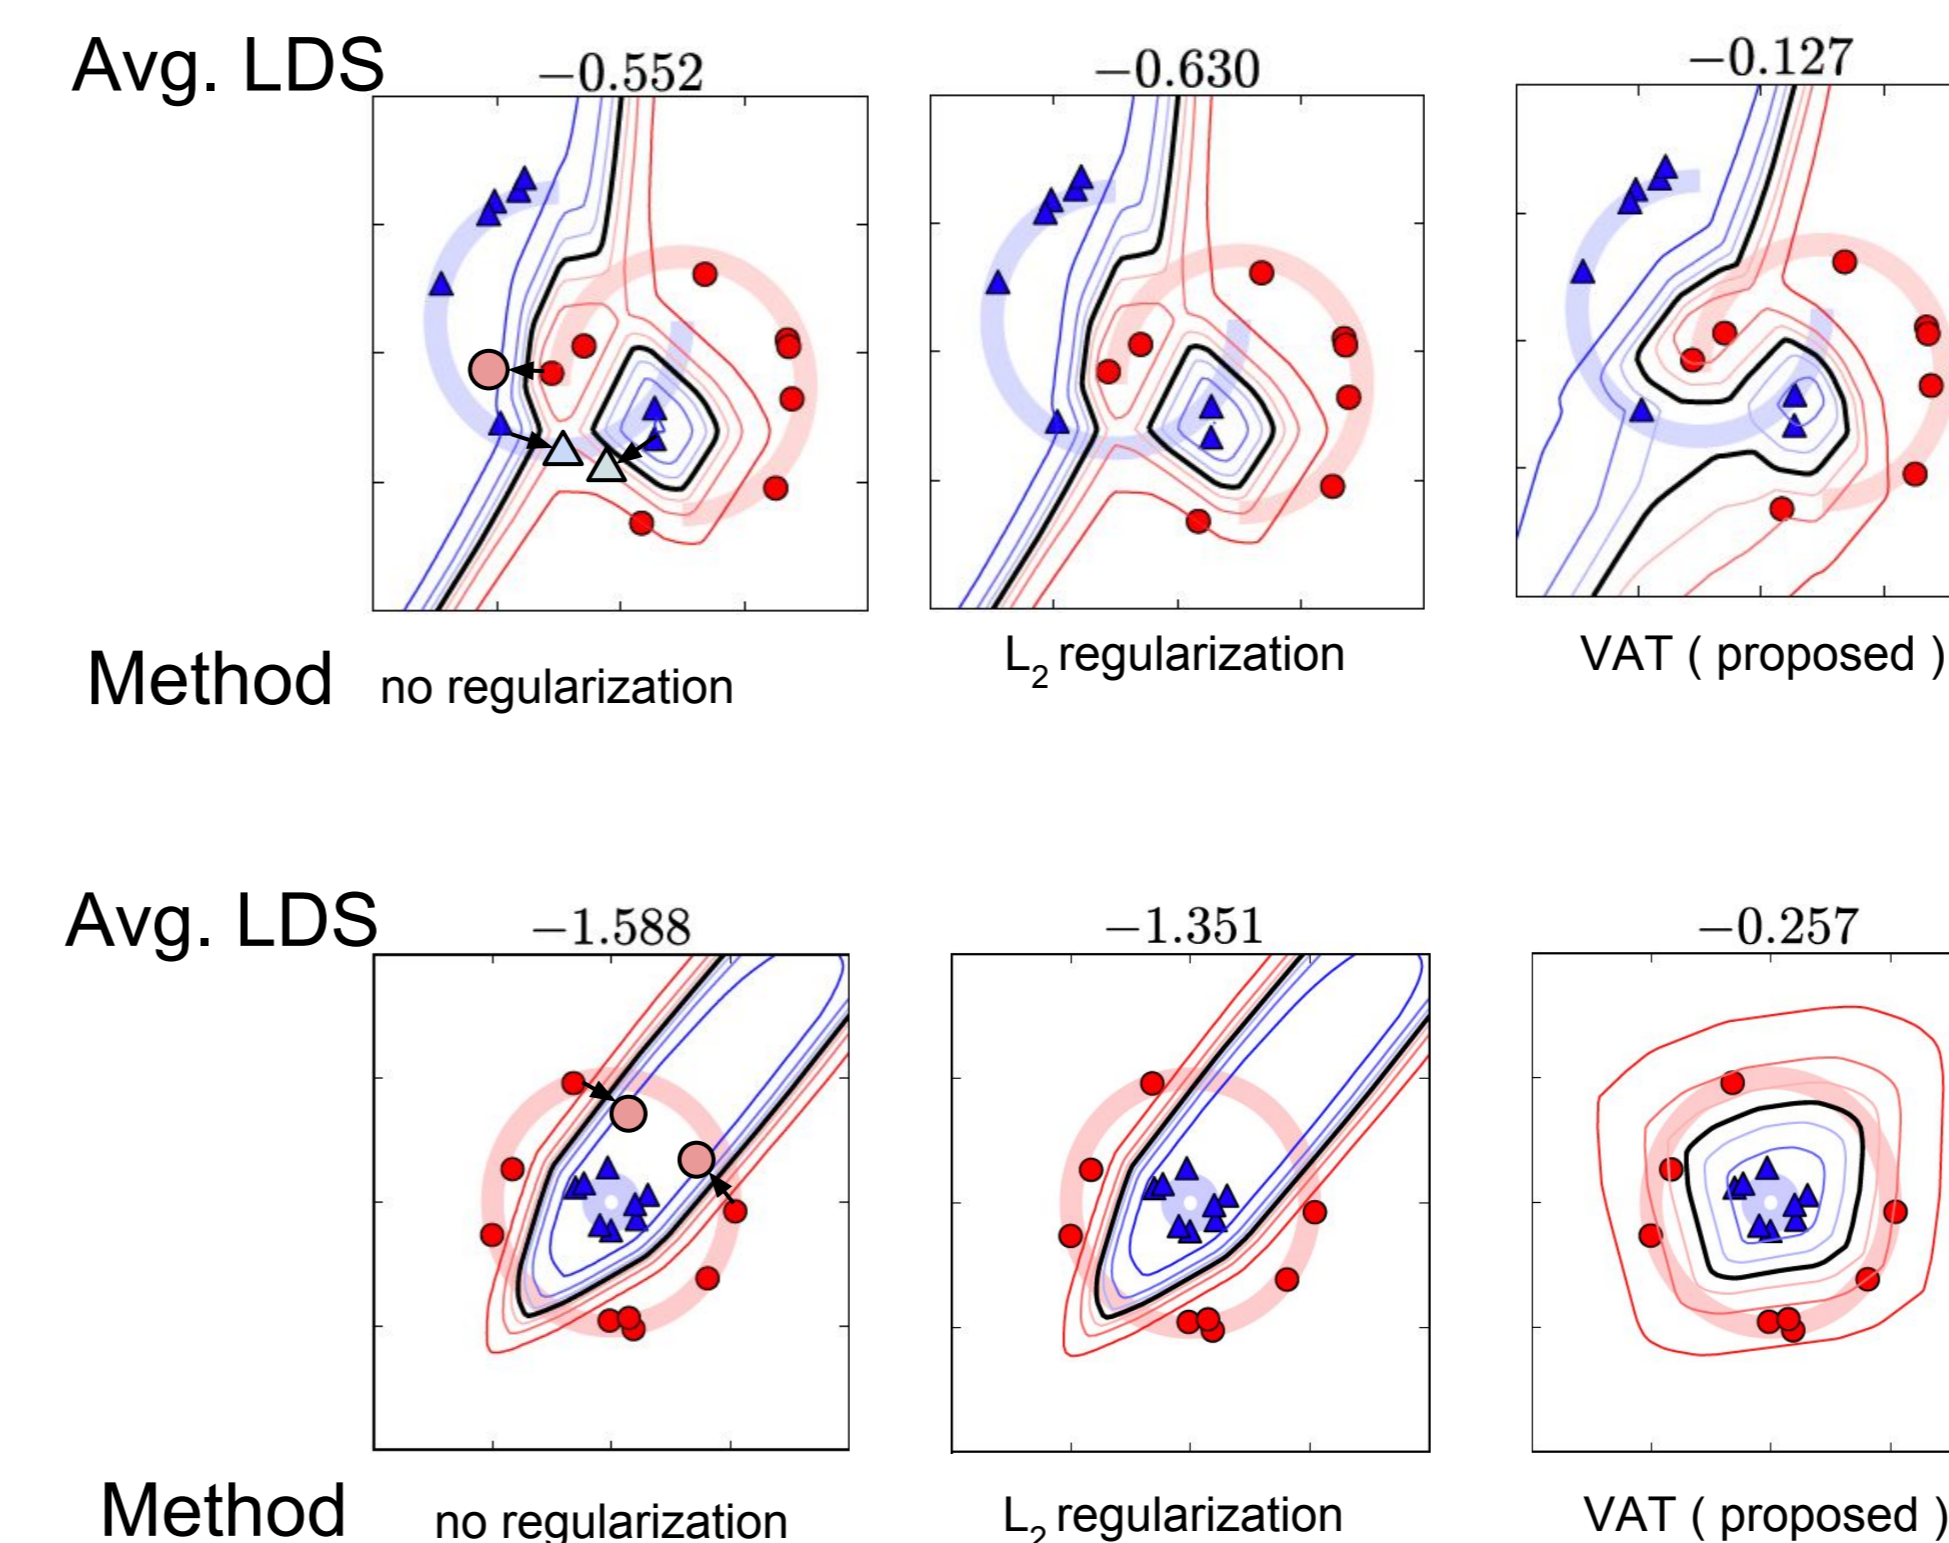 Avg. LDS −0.552 −0.630 −0.127
Method no regularization L2 regularization VAT ( proposed )
Avg. LDS −1.588 −1.351 −0.257
Method no regularization L2 regularization VAT ( proposed )